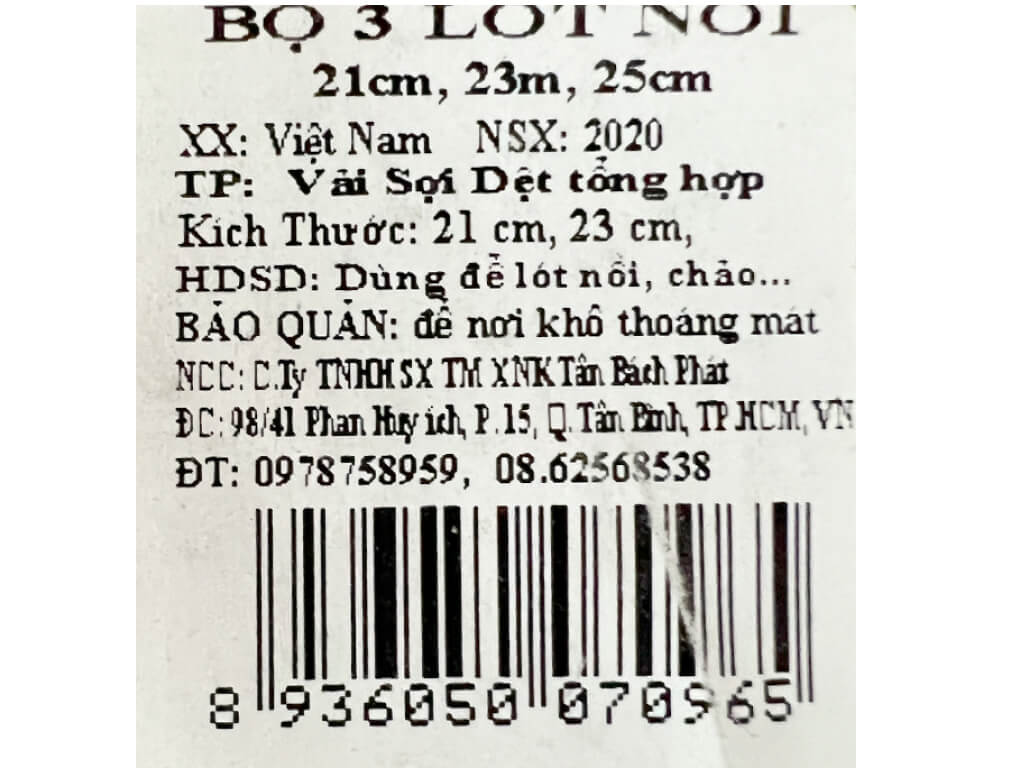 BỘ 3 LÓT NỒI
21cm, 23m, 25cm
XX: Việt Nam NSX: 2020
TP: Vải Sợi Dệt tổng hợp
Kích Thước: 21 cm, 23 cm,
HDSD: Dùng để lót nồi, chảo...
BẢO QUẢN: để nơi khô thoáng mát
NCC: C.Ty TNHH SX TM XNK Tân Bách Phát
ĐC: 98/41 Phan Huy ích, P.15, Q.Tân Bình, TP.HCM, VN
ĐT: 0978758959, 08.62568538
8 936050 070965